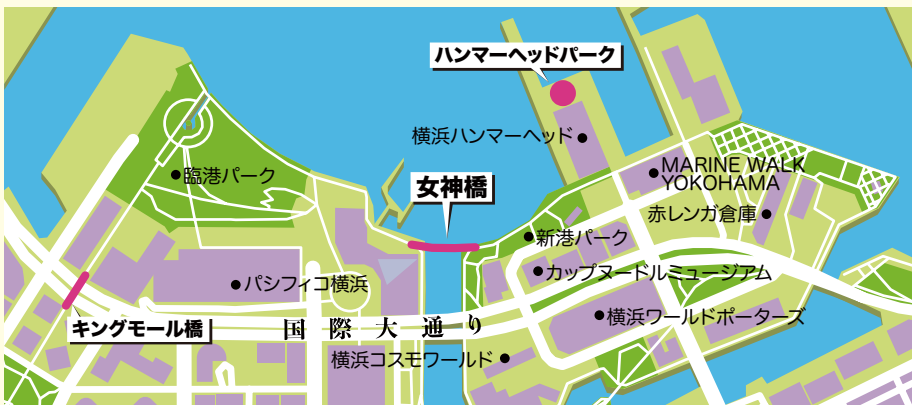 ハンマーヘッドパーク
横浜ハンマーヘッド
MARINE WALK
YOKOHAMA
臨港パーク
女神橋
赤レンガ倉庫
新港パーク
カップヌードルミュージアム
パシフィコ横浜
横浜ワールドポーターズ
キングモール橋
国際大通り
横浜コスモワールド